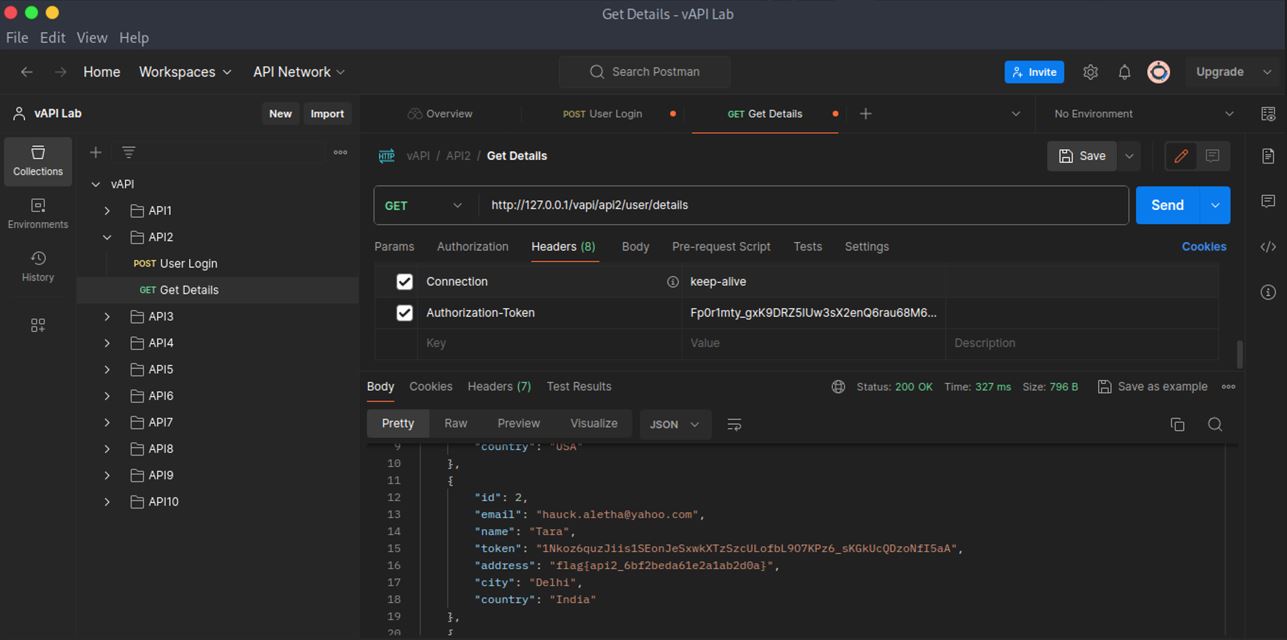 Get Details - vAPI Lab
File Edit View Help
Home Workspaces API Network Search Postman Invite Upgrade
vAPI Lab New Import Overview POST User Login GET Get Details No Environment
Collections
Environments
History
vAPI
API1
API2
POST User Login
GET Get Details
API3
API4
API5
API6
API7
API8
API9
API10
HTTP vAPI / API2 / Get Details Save
GET http://127.0.0.1/vapi/api2/user/details Send
Params Authorization Headers (8) Body Pre-request Script Tests Settings Cookies
Connection keep-alive
Authorization-Token Fp0r1mty_gxK9DRZ5IUw3sX2enQ6rau68M6...
Key Value Description
Body Cookies Headers (7) Test Results Status: 200 OK Time: 327 ms Size: 796 B Save as example
Pretty Raw Preview Visualize JSON
9 "country": "USA"
10 },
11 {
12 "id": 2,
13 "email": "hauck.aletha@yahoo.com",
14 "name": "Tara",
15 "token": "1Nkoz6quzJiis1SEonJeSxwkXTzSzcULofbL9O7KPz6_sKGkUcQDzoNfI5aA",
16 "address": "flag{api2_6bf2beda61e2a1ab2d0a}",
17 "city": "Delhi",
18 "country": "India"
19 },
20 {